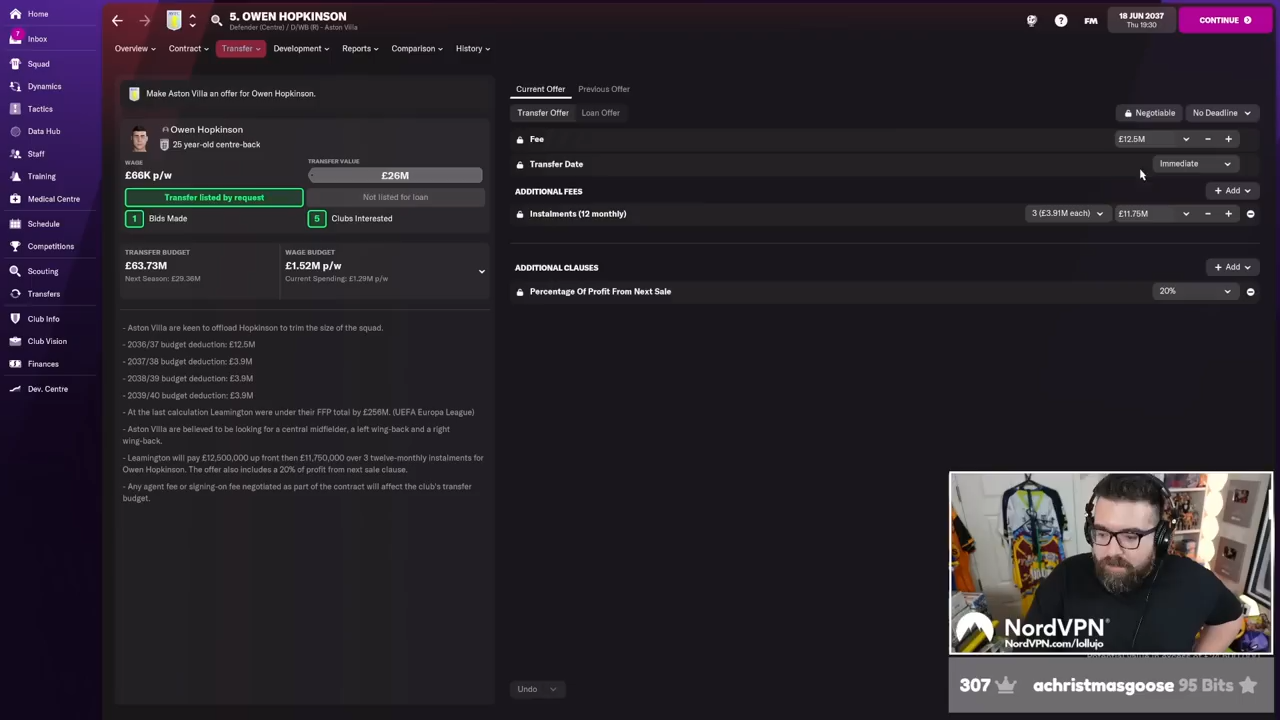 Home
Inbox
7
Squad
Dynamics
Tactics
Data Hub
Staff
Training
Medical Centre
Schedule
Competitions
Scouting
Transfers
Club Info
Club Vision
Finances
Dev. Centre
5. OWEN HOPKINSON
Defender (Centre) / D/WB (R) - Aston Villa
FM
18 JUN 2037
Thu 19:30
CONTINUE
Overview
Contract
Transfer
Development
Reports
Comparison
History
Make Aston Villa an offer for Owen Hopkinson.
Owen Hopkinson
25 year-old centre-back
WAGE
£66K p/w
TRANSFER VALUE
£26M
Transfer listed by request
Not listed for loan
1 Bids Made
5 Clubs Interested
TRANSFER BUDGET
£63.73M
Next Season: £29.36M
WAGE BUDGET
£1.52M p/w
Current Spending: £1.29M p/w
- Aston Villa are keen to offload Hopkinson to trim the size of the squad.
- 2036/37 budget deduction: £12.5M
- 2037/38 budget deduction: £3.9M
- 2038/39 budget deduction: £3.9M
- 2039/40 budget deduction: £3.9M
- At the last calculation Leamington were under their FFP total by £256M. (UEFA Europa League)
- Aston Villa are believed to be looking for a central midfielder, a left wing-back and a right
wing-back.
- Leamington will pay £12,500,000 up front then £11,750,000 over 3 twelve-monthly instalments for
Owen Hopkinson. The offer also includes a 20% of profit from next sale clause.
- Any agent fee or signing-on fee negotiated as part of the contract will affect the club's transfer
budget.
Current Offer
Previous Offer
Transfer Offer
Loan Offer
Negotiable
No Deadline
Fee
£12.5M
Transfer Date
Immediate
ADDITIONAL FEES
+ Add
Instalments (12 monthly)
3 (£3.91M each)
£11.75M
ADDITIONAL CLAUSES
+ Add
Percentage Of Profit From Next Sale
20%
Undo
NordVPN®
NordVPN.com/lollujo
307
achristmasgoose 95 Bits